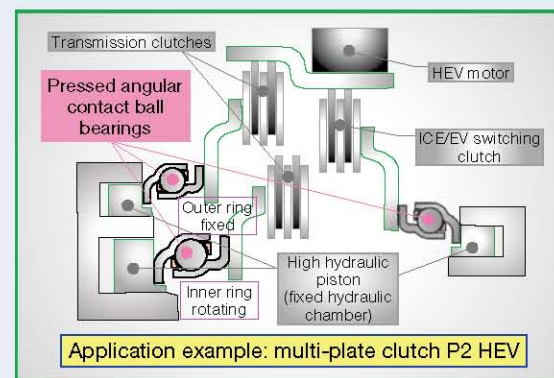 Transmission clutches
HEV motor
Pressed angular
contact ball
bearings
ICE/EV switching
clutch
Outer ring
fixed
Inner ring
rotating
High hydraulic
piston
(fixed hydraulic
chamber)
Application example: multi-plate clutch P2 HEV